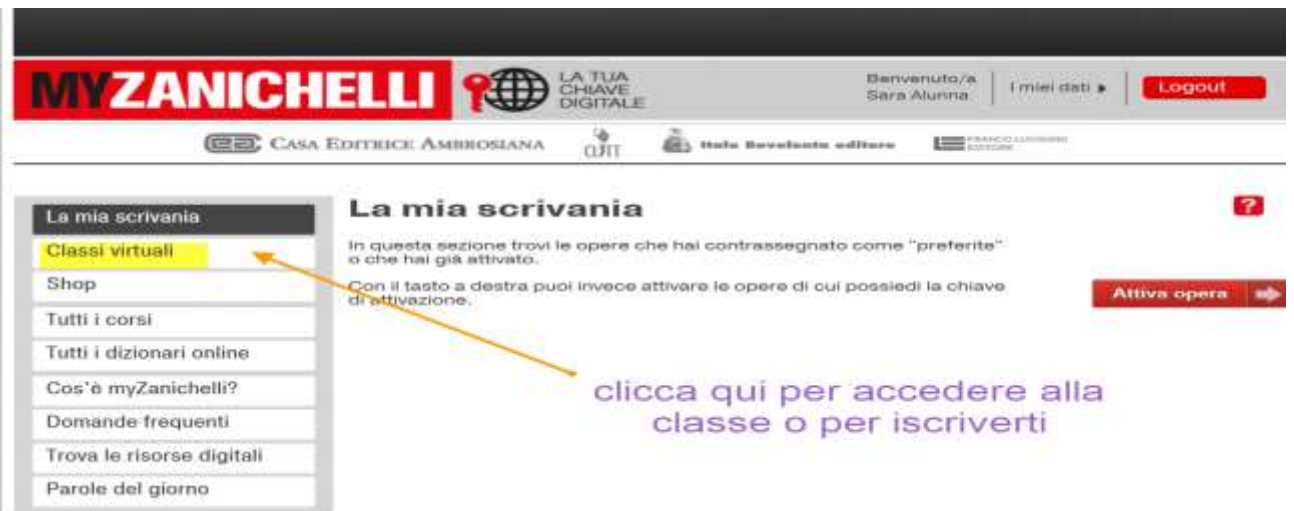 MYZANICHELLI
LA TUA
CHIAVE
DIGITALE
Benvenuto/a
Sara Alunna
I miei dati
Logout
CASA EDITRICE AMBROSIANA
Italo Bovolenta editore
La mia scrivania
Classi virtuali
Shop
Tutti i corsi
Tutti i dizionari online
Cos'è myZanichelli?
Domande frequenti
Trova le risorse digitali
Parole del giorno
La mia scrivania
?
In questa sezione trovi le opere che hai contrassegnato come "preferite"
o che hai già attivato.
Con il tasto a destra puoi invece attivare le opere di cui possiedi la chiave
di attivazione.
Attiva opera
clicca qui per accedere alla
classe o per iscriverti